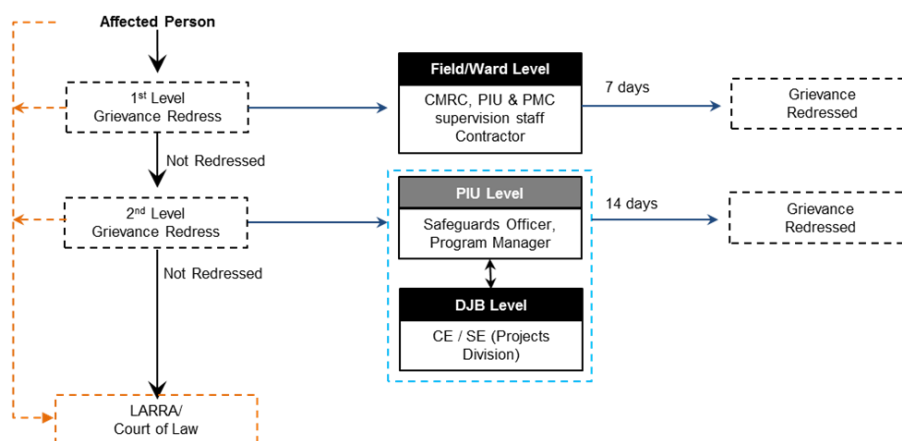 Affected Person
1st Level
Grievance Redress
Field/Ward Level
CMRC, PIU & PMC
supervision staff
Contractor
7 days
Grievance
Redressed
Not Redressed
2nd Level
Grievance Redress
PIU Level
Safeguards Officer,
Program Manager
14 days
Grievance
Redressed
Not Redressed
DJB Level
CE / SE (Projects
Division)
LARRA/
Court of Law